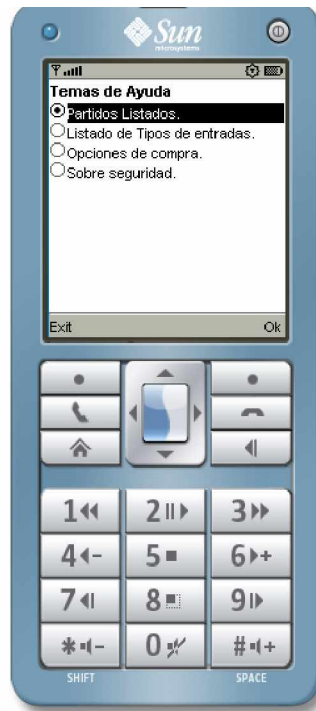 Sun
microsystems
Temas de Ayuda
Partidos Listados.
Listado de Tipos de entradas.
Opciones de compra.
Sobre seguridad.
Exit Ok
1 2 3
4 - 5 6 +
7 8 9
* - 0 # +
SHIFT SPACE